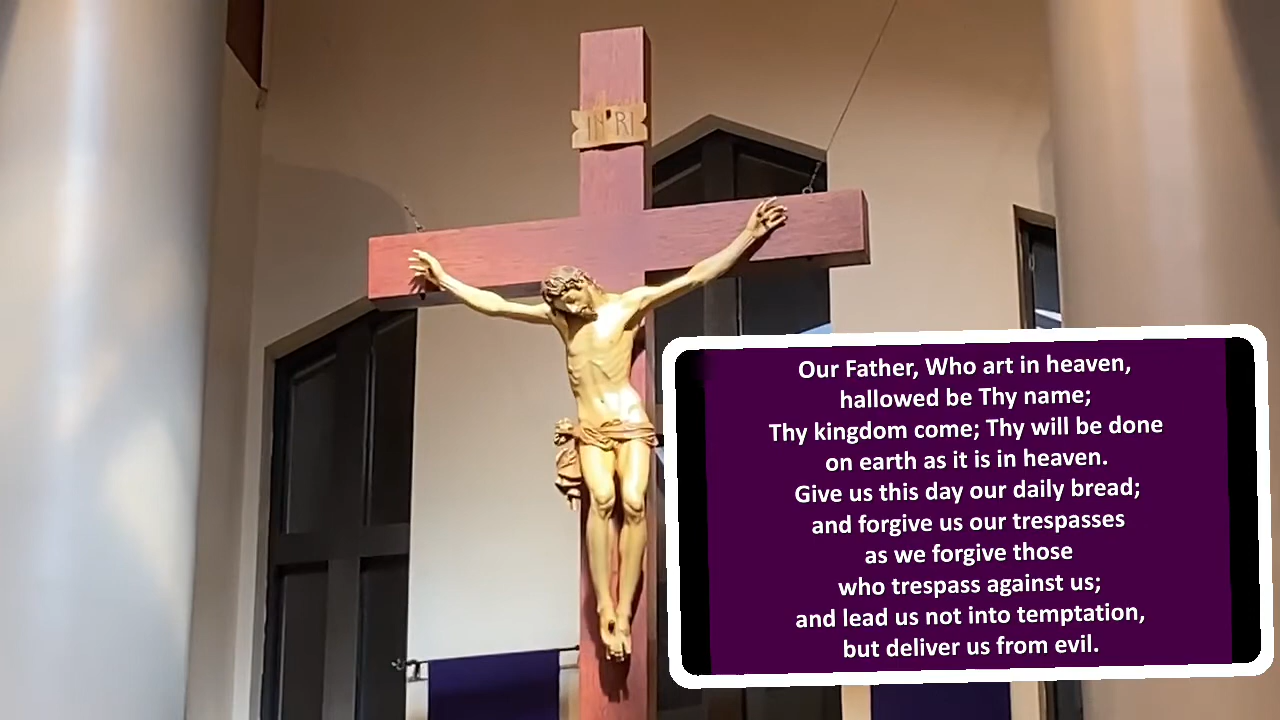 INRI
Our Father, Who art in heaven,
hallowed be Thy name;
Thy kingdom come; Thy will be done
on earth as it is in heaven.
Give us this day our daily bread;
and forgive us our trespasses
as we forgive those
who trespass against us;
and lead us not into temptation,
but deliver us from evil.